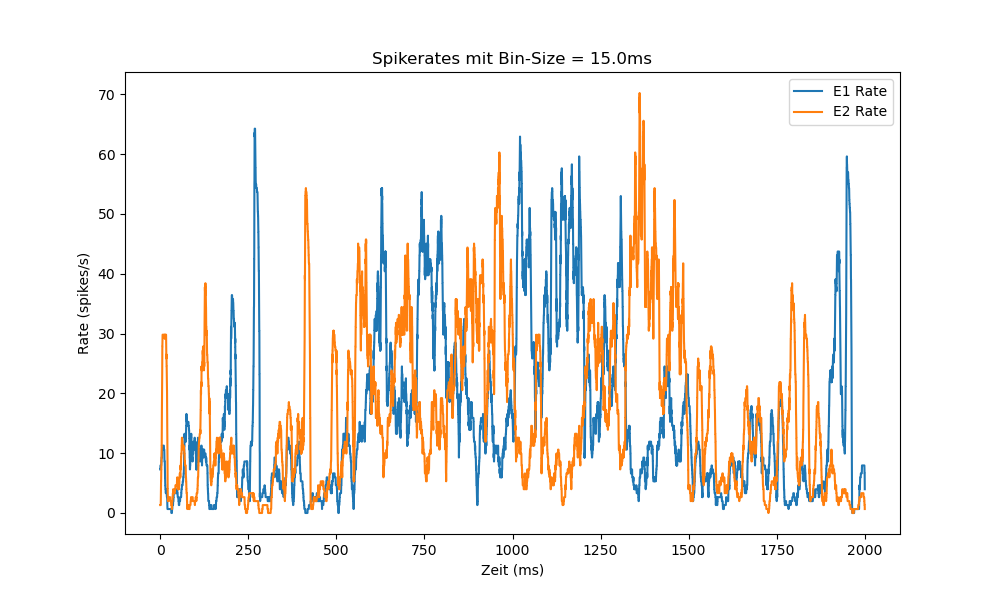 Spikerates mit Bin-Size = 15.0ms
E1 Rate
E2 Rate
Rate (spikes/s)
70
60
50
40
30
20
10
0
0 250 500 750 1000 1250 1500 1750 2000
Zeit (ms)